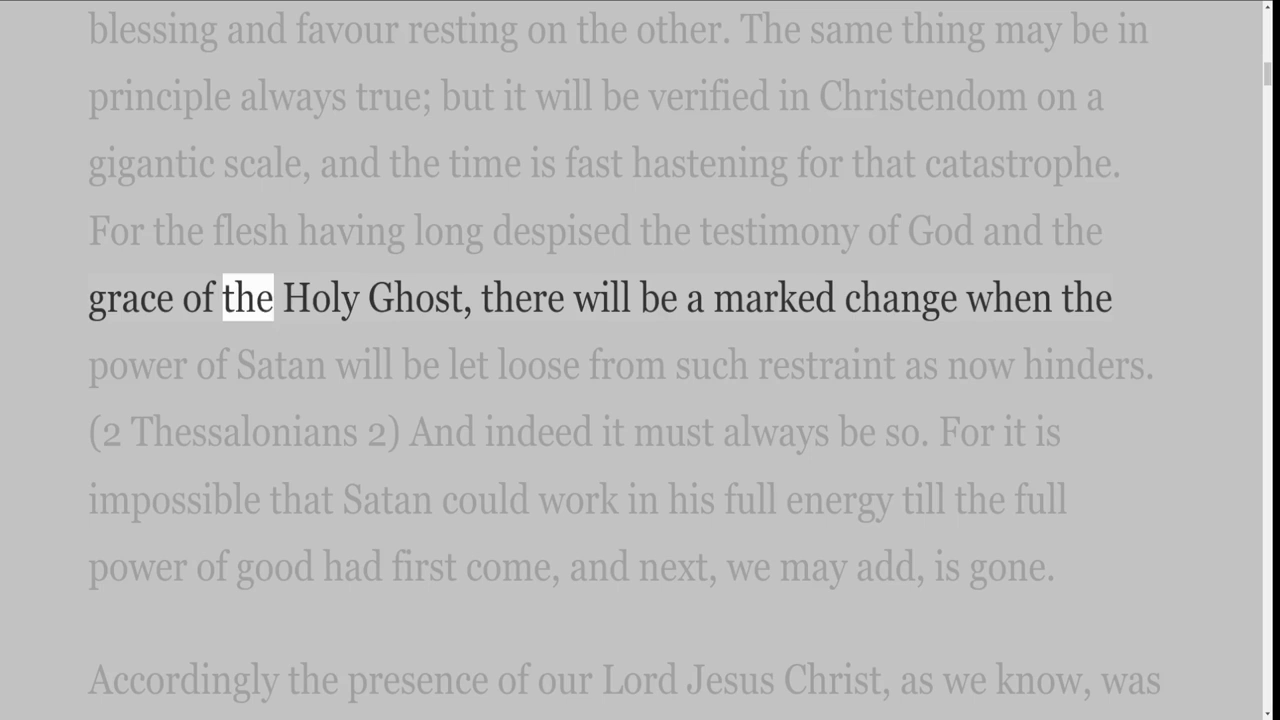 blessing and favour resting on the other. The same thing may be in
principle always true; but it will be verified in Christendom on a
gigantic scale, and the time is fast hastening for that catastrophe.
For the flesh having long despised the testimony of God and the
grace of the Holy Ghost, there will be a marked change when the
power of Satan will be let loose from such restraint as now hinders.
(2 Thessalonians 2) And indeed it must always be so. For it is
impossible that Satan could work in his full energy till the full
power of good had first come, and next, we may add, is gone.
Accordingly the presence of our Lord Jesus Christ, as we know, was